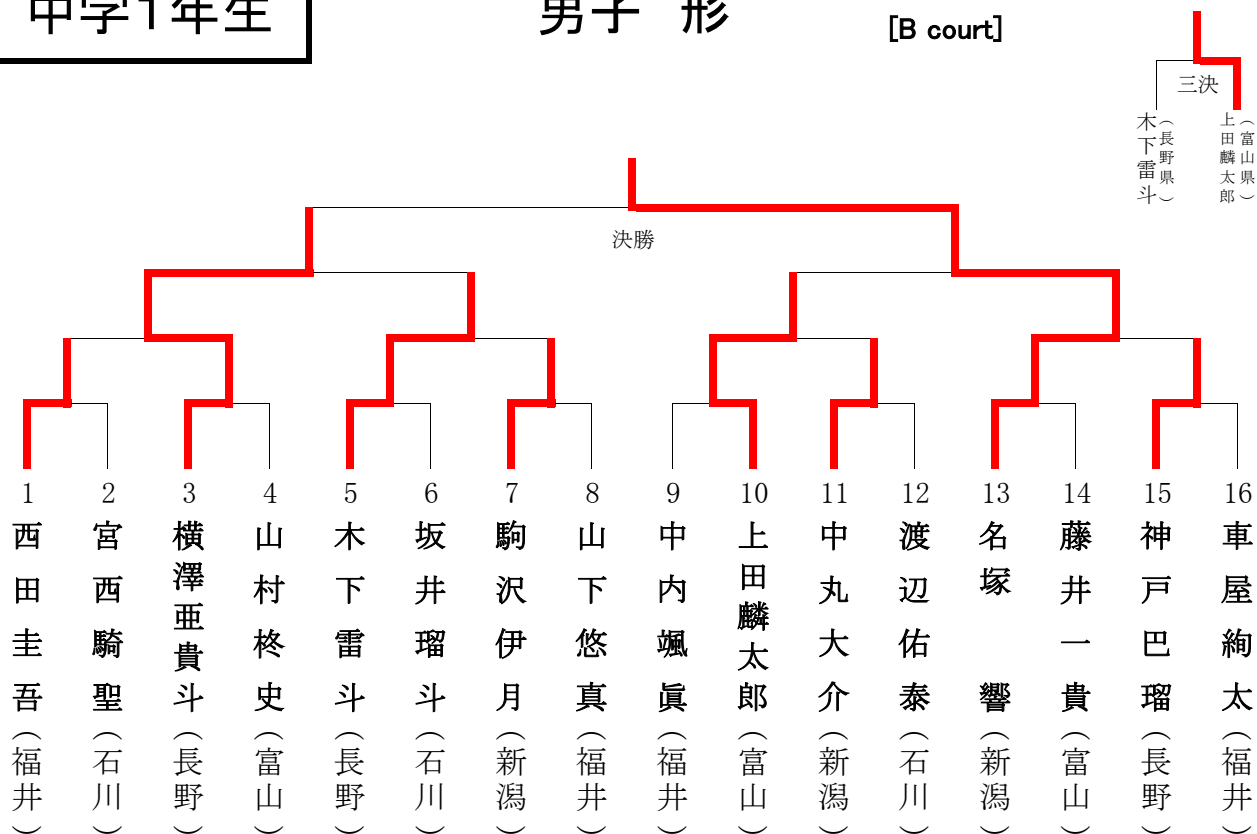 中学1年生
男子 形
[B court]
三決
木下雷斗(長野県)
上田麟太郎(富山県)
決勝
1 西田圭吾(福井)
2 宮西騎聖(石川)
3 横澤亜貴斗(長野)
4 山村柊史(富山)
5 木下雷斗(長野)
6 坂井瑠斗(石川)
7 駒沢伊月(新潟)
8 山下悠真(福井)
9 中内颯眞(福井)
10 上田麟太郎(富山)
11 中丸大介(新潟)
12 渡辺佑泰(石川)
13 名塚 響(新潟)
14 藤井一貴(富山)
15 神戸巴瑠(長野)
16 車屋絢太(福井)